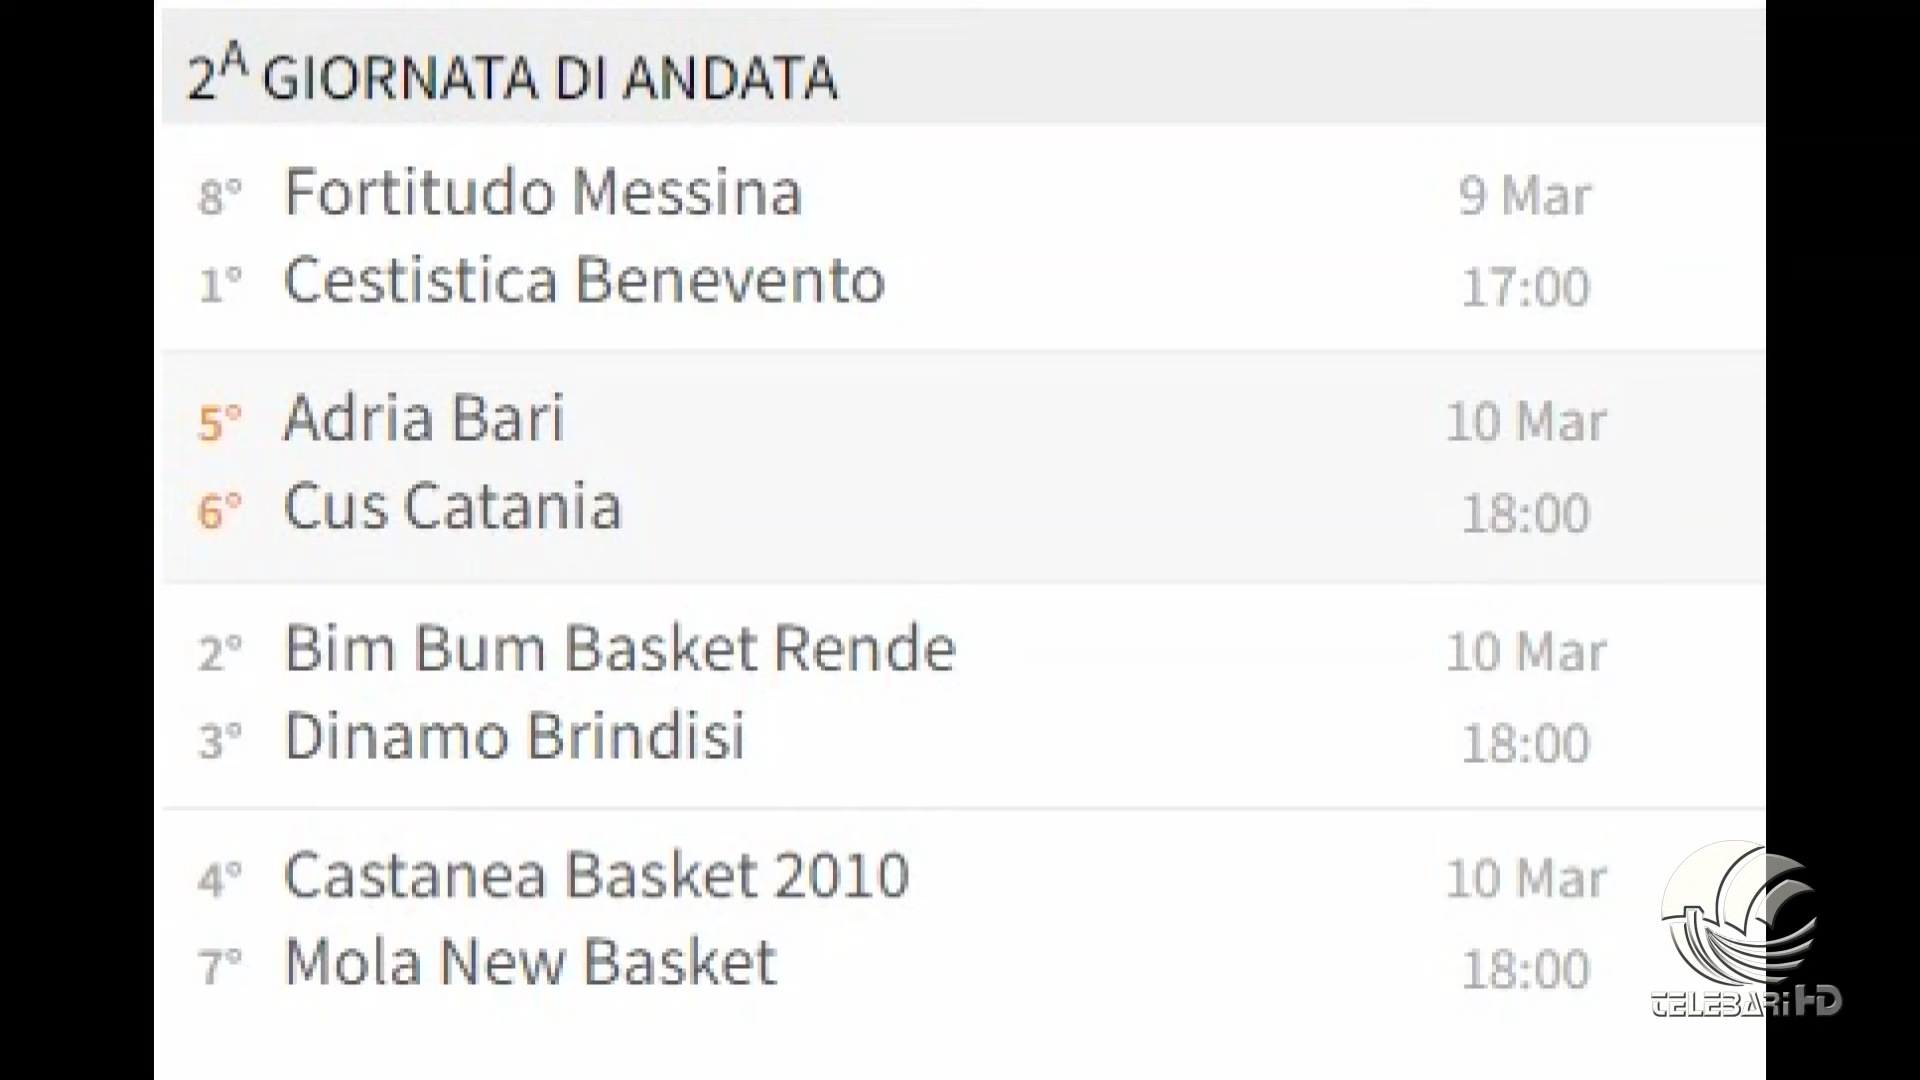 2A GIORNATA DI ANDATA
8° Fortitudo Messina 9 Mar
1° Cestistica Benevento 17:00
5° Adria Bari 10 Mar
6° Cus Catania 18:00
2° Bim Bum Basket Rende 10 Mar
3° Dinamo Brindisi 18:00
4° Castanea Basket 2010 10 Mar
7° Mola New Basket 18:00
TELEBARI HD